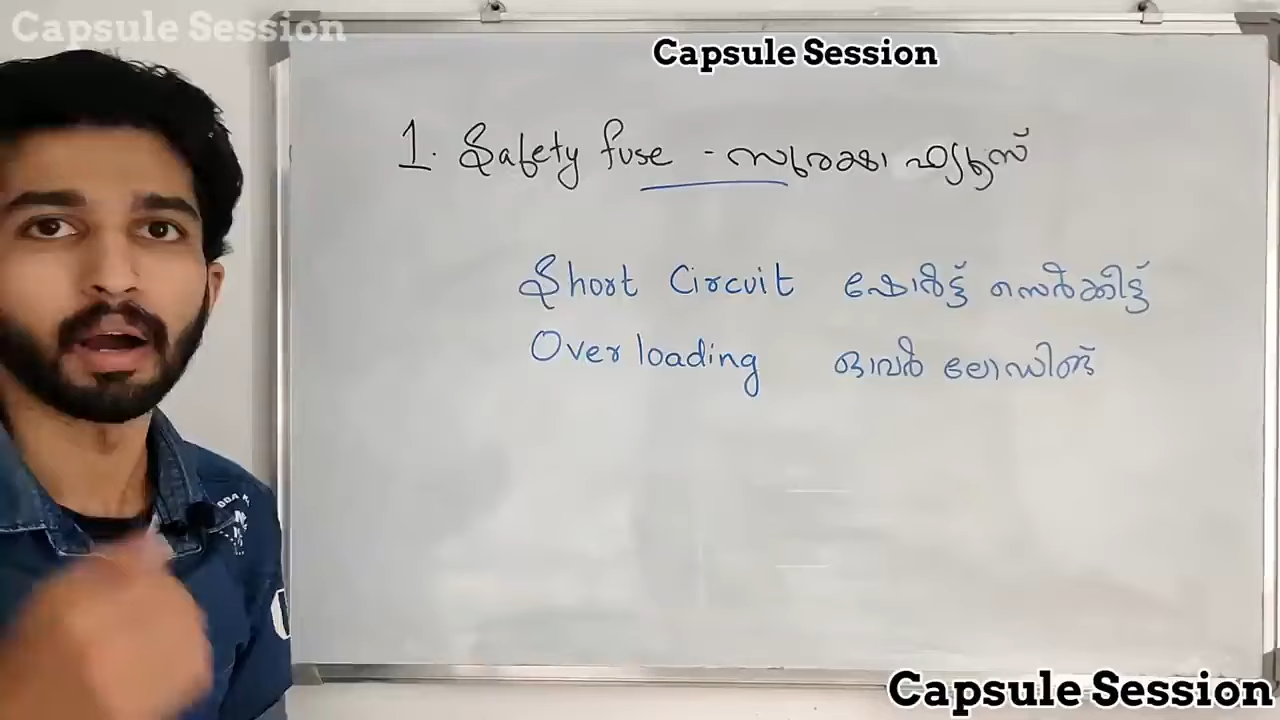 Capsule Session
Capsule Session
1. Safety fuse - സുരക്ഷാ ഫ്യൂസ്
Short Circuit ഷോർട്ട് സെർക്കീട്ട്
Over loading ഓവർ ലോഡിങ്
Capsule Session